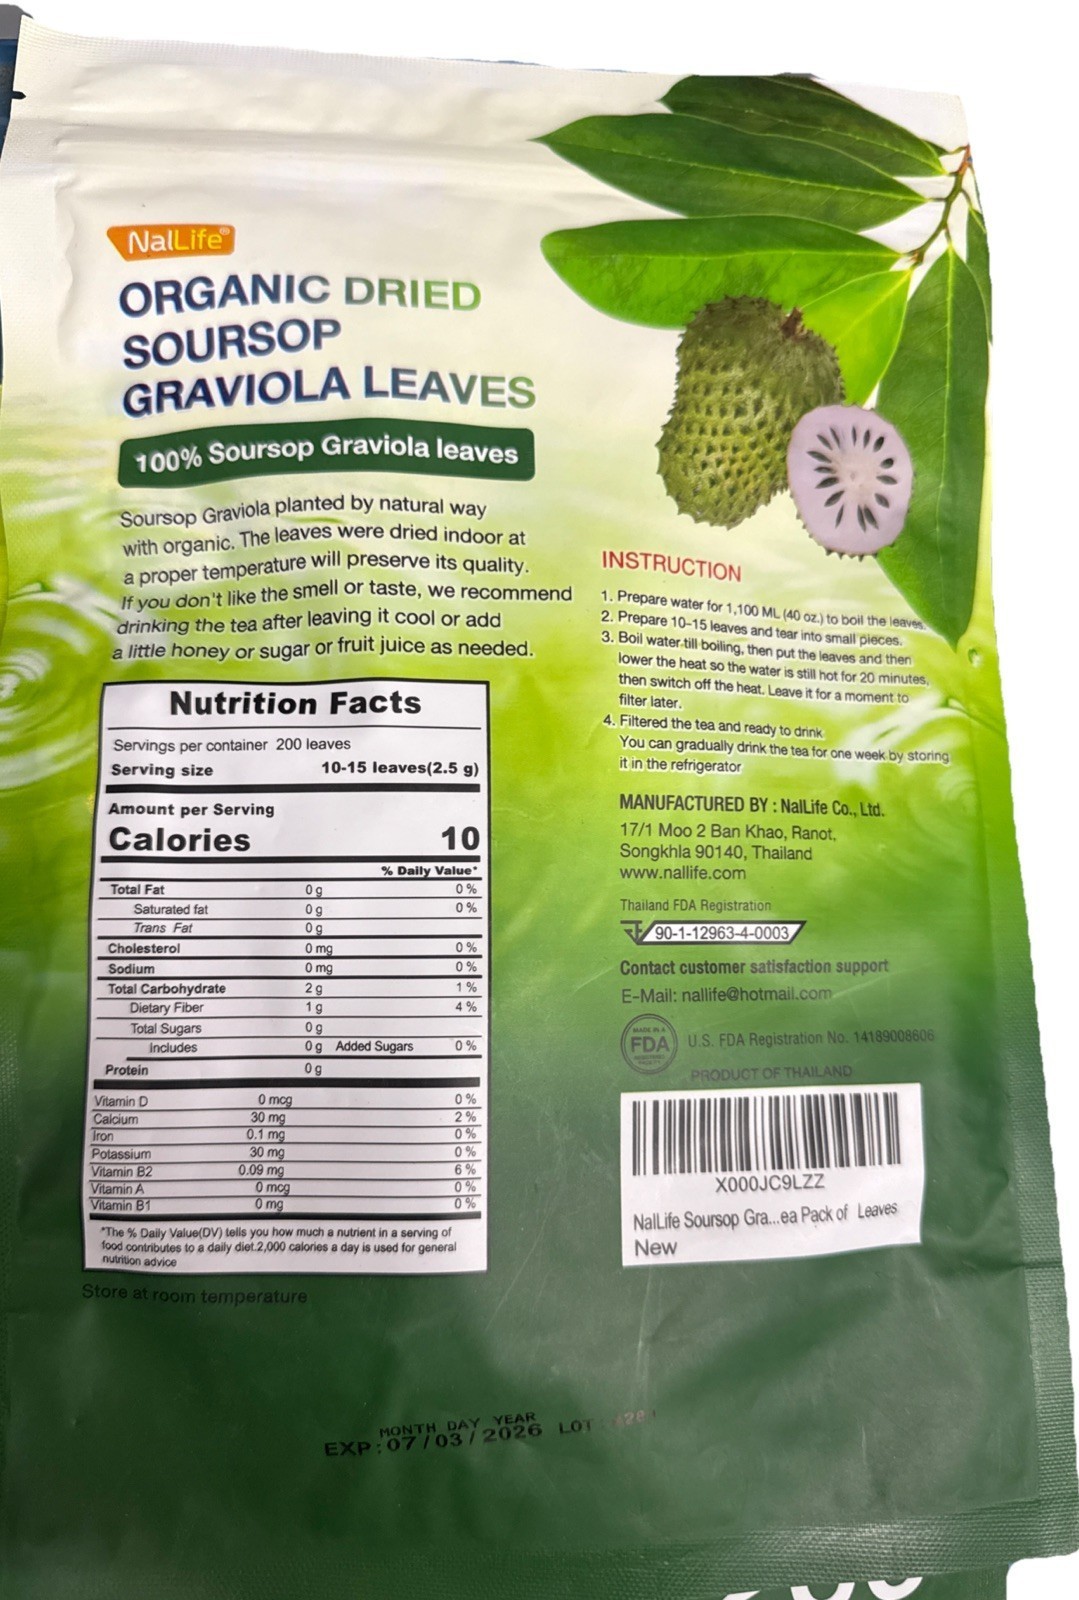 NalLife®
ORGANIC DRIED
SOURSOP
GRAVIOLA LEAVES
100% Soursop Graviola leaves
Soursop Graviola planted by natural way
with organic. The leaves were dried indoor at
a proper temperature will preserve its quality.
If you don't like the smell or taste, we recommend
drinking the tea after leaving it cool or add
a little honey or sugar or fruit juice as needed.
Nutrition Facts
Servings per container 200 leaves
Serving size 10-15 leaves(2.5 g)
Amount per Serving
Calories 10
% Daily Value*
Total Fat 0 g 0 %
Saturated fat 0 g 0 %
Trans Fat 0 g
Cholesterol 0 mg 0 %
Sodium 0 mg 0 %
Total Carbohydrate 2 g 1 %
Dietary Fiber 1 g 4 %
Total Sugars 0 g
Includes 0 g Added Sugars 0 %
Protein 0 g
Vitamin D 0 mcg 0 %
Calcium 30 mg 2 %
Iron 0.1 mg 0 %
Potassium 30 mg 0 %
Vitamin B2 0.09 mg 6 %
Vitamin A 0 mcg 0 %
Vitamin B1 0 mg 0 %
*The % Daily Value(DV) tells you how much a nutrient in a serving of
food contributes to a daily diet.2,000 calories a day is used for general
nutrition advice
Store at room temperature
INSTRUCTION
1. Prepare water for 1,100 ML (40 oz.) to boil the leaves.
2. Prepare 10-15 leaves and tear into small pieces.
3. Boil water till boiling, then put the leaves and then
lower the heat so the water is still hot for 20 minutes,
then switch off the heat. Leave it for a moment to
filter later.
4. Filtered the tea and ready to drink
You can gradually drink the tea for one week by storing
it in the refrigerator
MANUFACTURED BY : NalLife Co., Ltd.
17/1 Moo 2 Ban Khao, Ranot,
Songkhla 90140, Thailand
www.nallife.com
Thailand FDA Registration
90-1-12963-4-0003
Contact customer satisfaction support
E-Mail: nallife@hotmail.com
MADE IN A
FDA
U.S. FDA Registration No. 14189008606
PRODUCT OF THAILAND
X000JC9LZZ
NalLife Soursop Gra...ea Pack of Leaves
New
MONTH DAY YEAR
EXP:07/03/2026 LOT